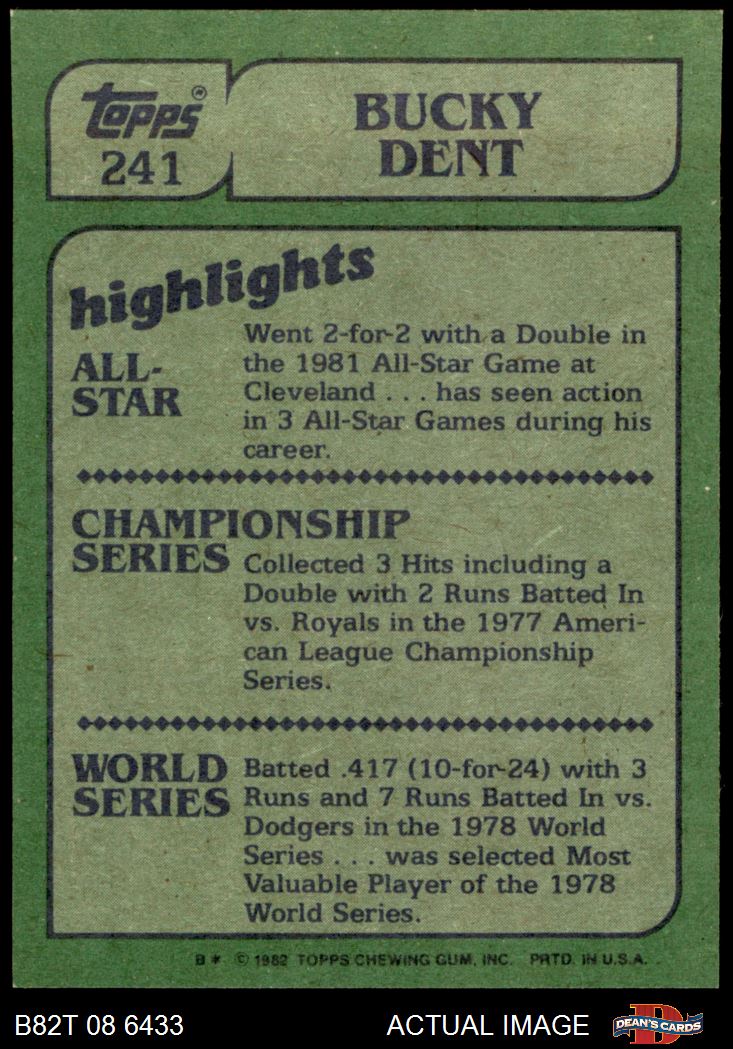 topps®
241
BUCKY
DENT
highlights
ALL-
STAR
Went 2-for-2 with a Double in
the 1981 All-Star Game at
Cleveland . . . has seen action
in 3 All-Star Games during his
career.
CHAMPIONSHIP
SERIES
Collected 3 Hits including a
Double with 2 Runs Batted In
vs. Royals in the 1977 Ameri-
can League Championship
Series.
WORLD
SERIES
Batted .417 (10-for-24) with 3
Runs and 7 Runs Batted In vs.
Dodgers in the 1978 World
Series . . . was selected Most
Valuable Player of the 1978
World Series.
B * © 1982 TOPPS CHEWING GUM, INC. PRTD. IN U.S.A.
B82T 08 6433
ACTUAL IMAGE
D
DEAN'S CARDS